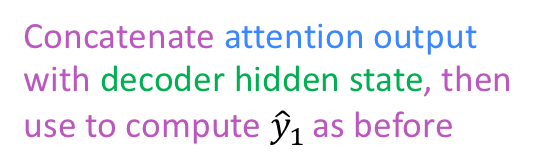 Concatenate attention output
with decoder hidden state, then
use to compute ŷ₁ as before